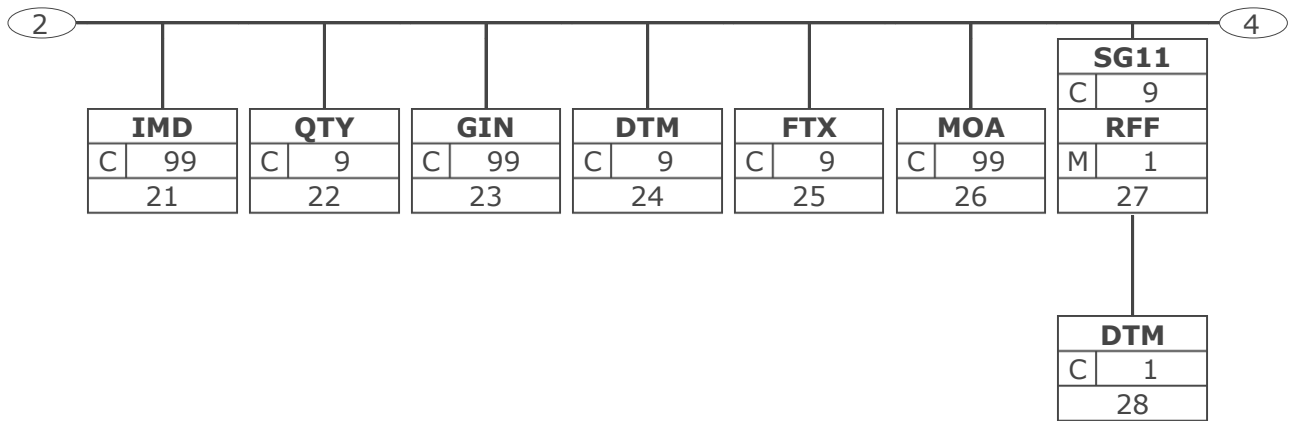 2
4
SG11
C 9
IMD QTY GIN DTM FTX MOA RFF
C 99 C 9 C 99 C 9 C 9 C 99 M 1
21 22 23 24 25 26 27
DTM
C 1
28